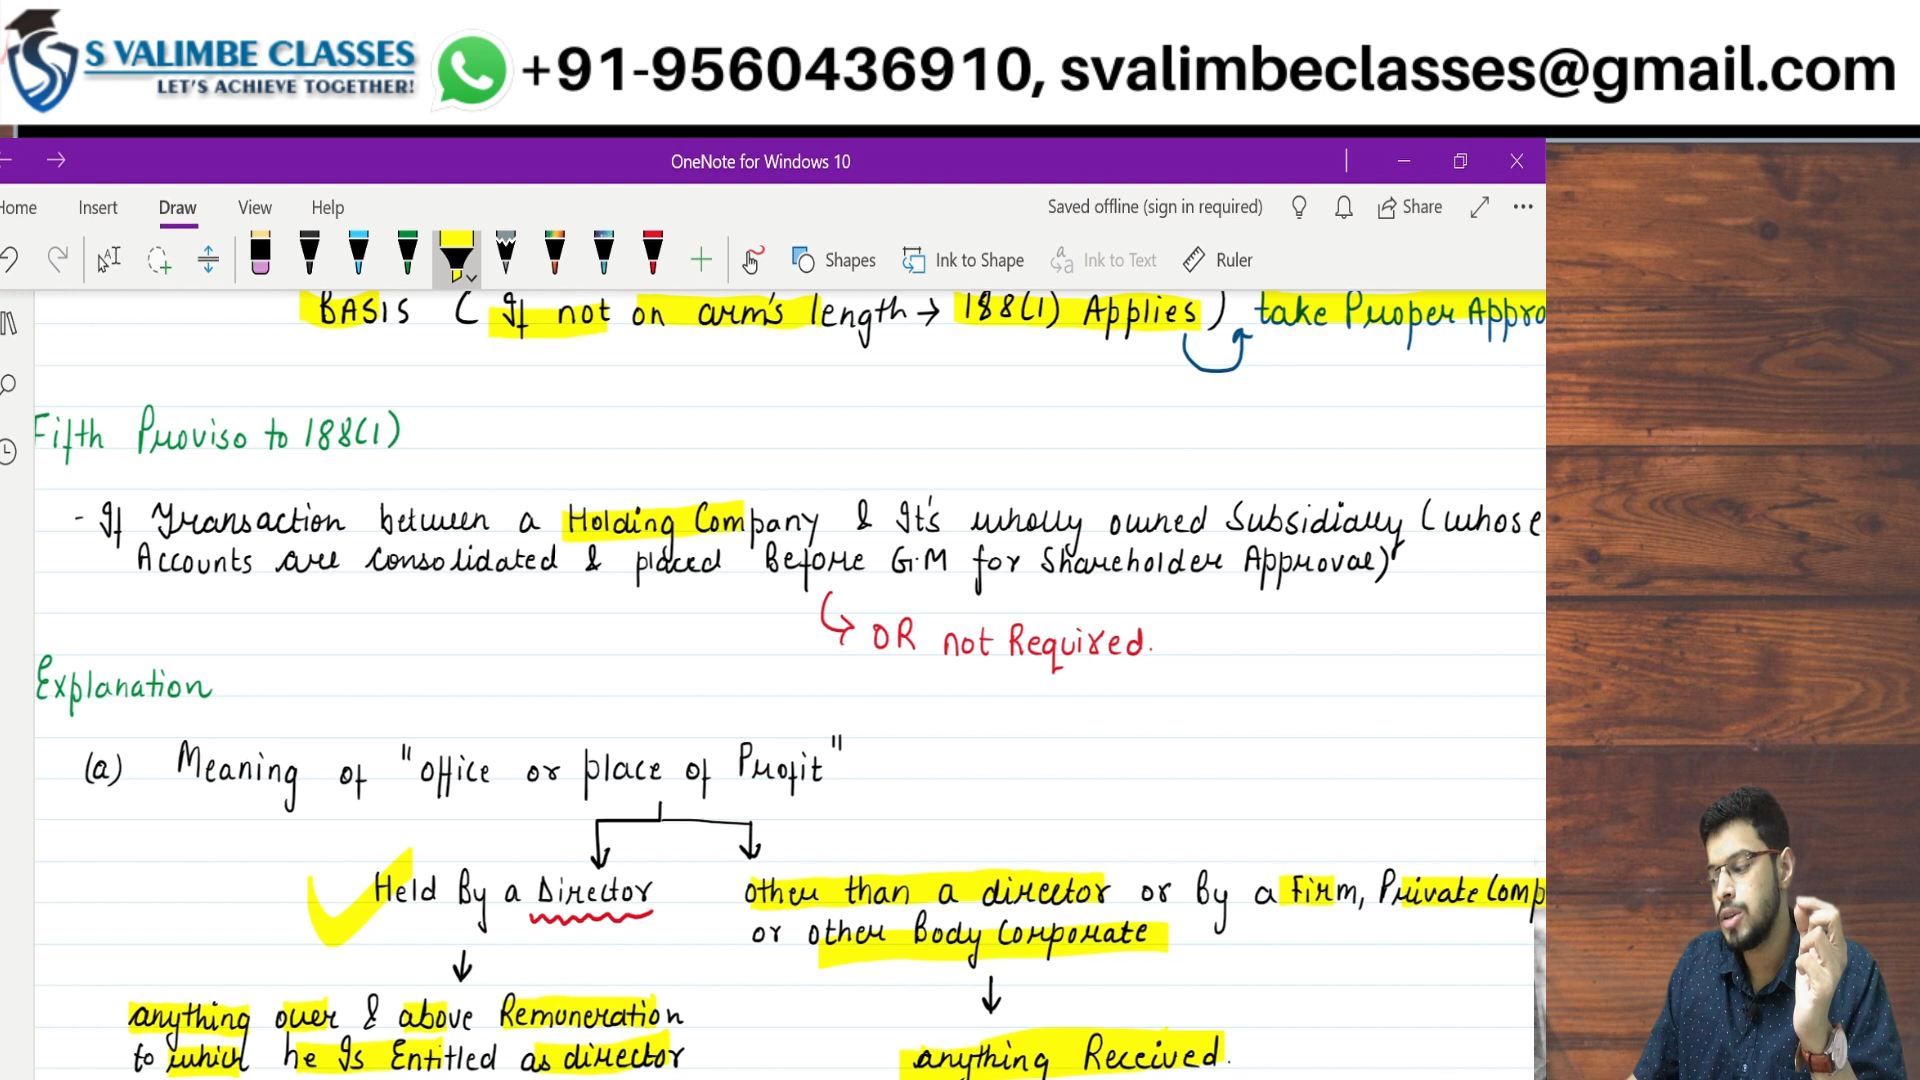 S VALIMBE CLASSES
LET'S ACHIEVE TOGETHER!
+91-9560436910, svalimbeclasses@gmail.com
OneNote for Windows 10
Home Insert Draw View Help
Saved offline (sign in required) Share
Shapes Ink to Shape Ink to Text Ruler
BASIS ( If not on arm's length → 188(1) Applies ) take Proper Appro
Fifth Proviso to 188(1)
- If Transaction between a Holding Company & It's wholly owned Subsidiary (whose
Accounts are consolidated & placed Before G.M for Shareholder Approval)
OR not Required.
Explanation
(a) Meaning of "office or place of Profit"
Held By a Director
other than a director or by a Firm, Private Comp
or other Body Corporate
anything over & above Remuneration
to which he Is Entitled as director
anything Received.